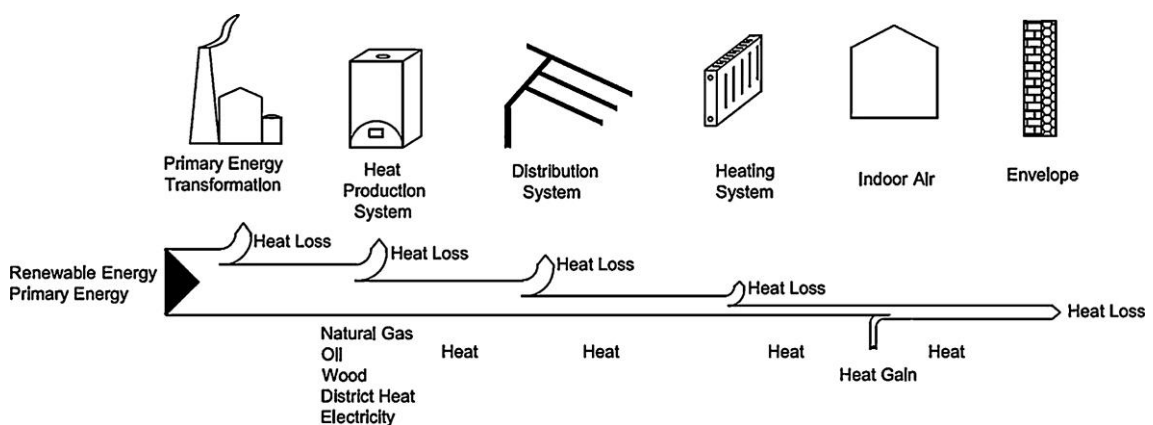 Primary Energy
Transformation
Heat
Production
System
Distribution
System
Heating
System
Indoor Air
Envelope
Renewable Energy
Primary Energy
Heat Loss
Heat Loss
Heat Loss
Heat Loss
Heat Loss
Natural Gas
Oil
Wood
District Heat
Electricity
Heat
Heat
Heat
Heat Gain
Heat